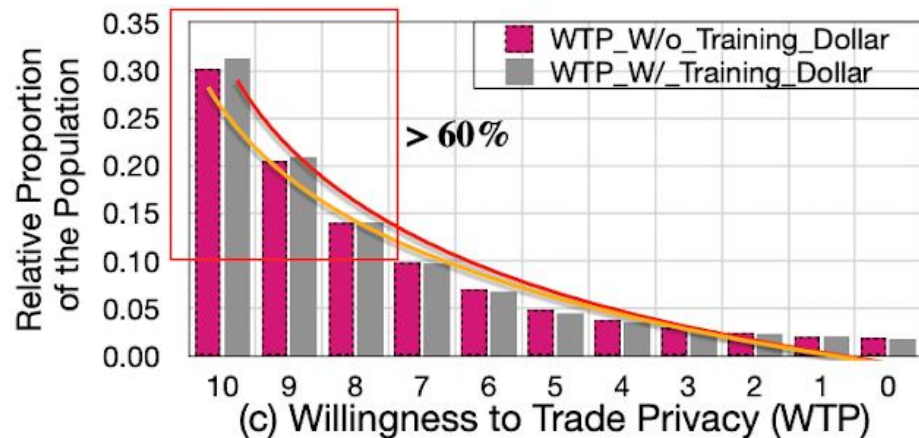 0.35
0.30
0.25
0.20
0.15
0.10
0.05
0.00
Relative Proportion
of the Population
WTP_W/o_Training_Dollar
WTP_W/_Training_Dollar
> 60%
10 9 8 7 6 5 4 3 2 1 0
(c) Willingness to Trade Privacy (WTP)